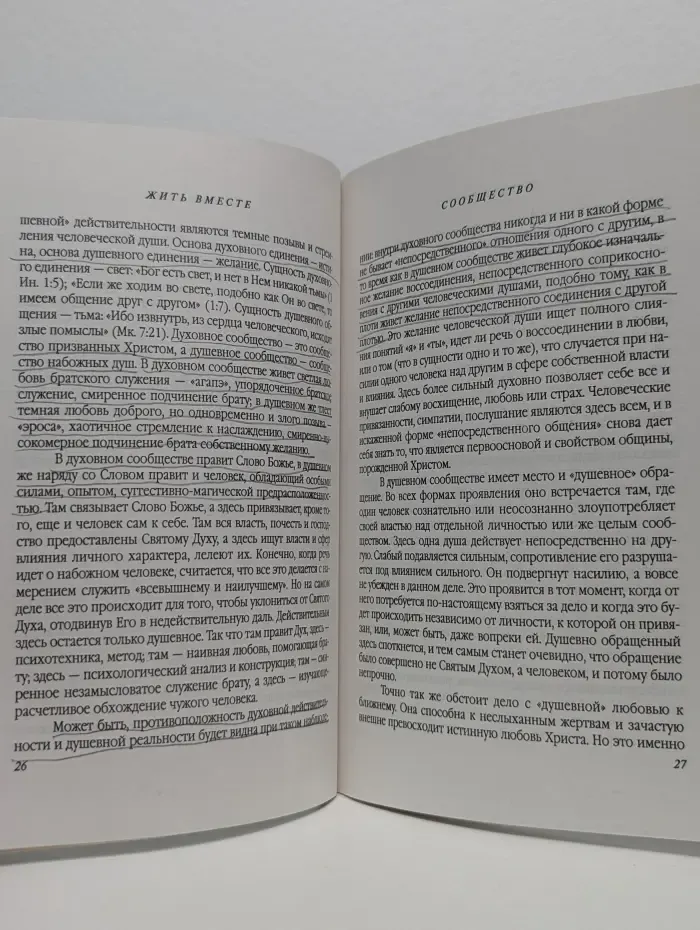 ЖИТЬ ВМЕСТЕ
шевной» действительности являются темные позывы и стрем-
ления человеческой души. Основа духовного единения — исти-
на, основа душевного единения — желание. Сущность духовно-
го единения — свет: «Бог есть свет, и нет в Нем никакой тьмы» (1
Ин. 1:5); «Если же ходим во свете, подобно как Он во свете, то
имеем общение друг с другом» (1:7). Сущность душевного об-
щения — тьма: «Ибо извнутрь, из сердца человеческого, исходят
злые помыслы» (Мк. 7:21). Духовное сообщество — это сообще-
ство призванных Христом, а душевное сообщество — сообще-
ство набожных душ. В духовном сообществе живет светлая лю-
бовь братского служения — «агапэ», упорядоченное братское
служение, смиренное подчинение брату; в душевном же тлеет
темная любовь доброго, но одновременно и злого позыва —
«эроса», хаотичное стремление к наслаждению, смиренно-вы-
сокомерное подчинение брата собственному желанию.
В духовном сообществе правит Слово Божье, в душевном
же наряду со Словом правит и человек, обладающий особыми
силами, опытом, суггестивно-магической предрасположенно-
стью. Там связывает Слово Божье, а здесь привязывает, кроме то-
го, еще и человек сам к себе. Там вся власть, почесть и господ-
ство предоставлены Святому Духу, а здесь ищут власти и сфер
влияния личного характера, лелеют их. Конечно, когда речь
идет о набожном человеке, считается, что все это делается с на-
мерением служить «всевышнему и наилучшему». Но на самом
деле все это происходит для того, чтобы уклониться от Святого
Духа, отодвинув Его в недействительную даль. Действительным
здесь остается только душевное. Так что там правит Дух, здесь —
психотехника, метод; там — наивная любовь, помогающая бра-
ту; здесь — психологический анализ и конструкция; там — сми-
ренное незамысловатое служение брату, а здесь — изучающее
расчетливое обхождение чужого человека.
Может быть, противоположность духовной действитель-
ности и душевной реальности будет видна при таком наблюде-
26
СООБЩЕСТВО
нии: внутри духовного сообщества никогда и ни в какой форме
не бывает «непосредственного» отношения одного с другим, в
то время как в душевном сообществе живет глубокое изначаль-
ное желание воссоединения, непосредственного соприкосно-
вения с другими человеческими душами, подобно тому, как в
плоти живет желание непосредственного соединения с другой
плотью. Это желание человеческой души ищет полного слия-
ния понятий «я» и «ты», идет ли речь о воссоединении в любви,
или о том (что в сущности одно и то же), что случается при на-
силии одного человека над другим в сфере собственной власти
и влияния. Здесь более сильный духовно позволяет себе все и
внушает слабому восхищение, любовь или страх. Человеческие
привязанности, симпатии, послушание являются здесь всем, и в
искаженной форме «непосредственного общения» снова дает
себя знать то, что является первоосновой и свойством общины,
порожденной Христом.
В душевном сообществе имеет место и «душевное» обра-
щение. Во всех формах проявления оно встречается там, где
один человек сознательно или неосознанно злоупотребляет
своей властью над отдельной личностью или же целым сооб-
ществом. Здесь одна душа действует непосредственно на дру-
гую. Слабый подавляется сильным, сопротивление его разруша-
ется под влиянием сильного. Он подвергнут насилию, а вовсе
не убежден в данном деле. Это проявится в тот момент, когда от
него потребуется по-настоящему взяться за дело и когда это бу-
дет происходить независимо от личности, к которой он привя-
зан, или, может быть, даже вопреки ей. Душевно обращенный
здесь споткнется, и тем самым станет очевидно, что обращение
было совершено не Святым Духом, а человеком, и потому было
непрочно.
Точно так же обстоит дело с «душевной» любовью к
ближнему. Она способна к неслыханным жертвам и зачастую
внешне превосходит истинную любовь Христа. Но это именно
27